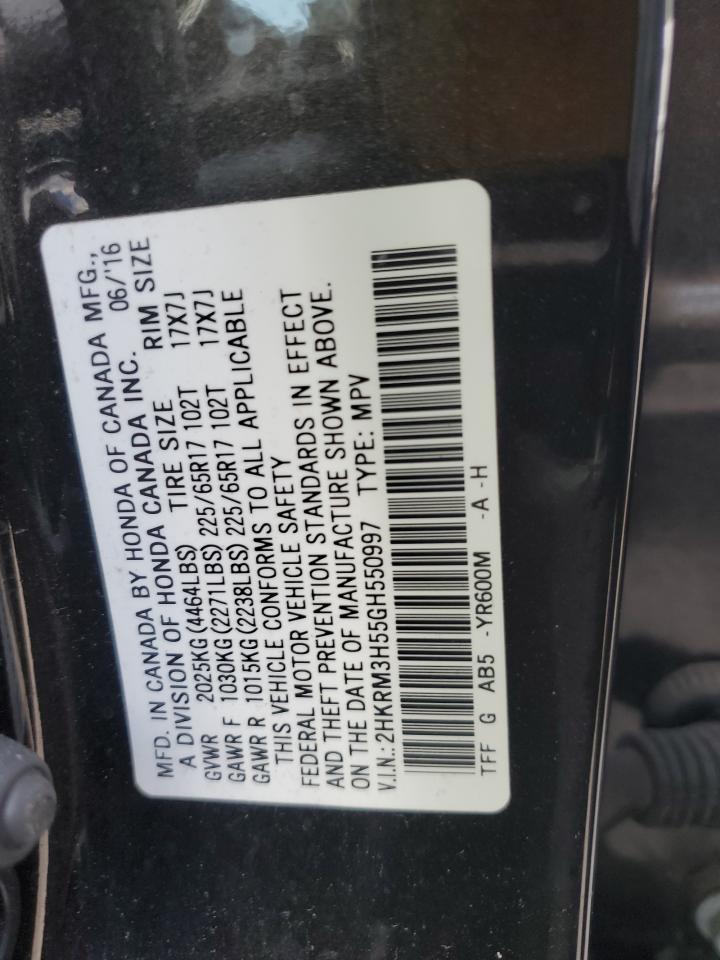 MFD. IN CANADA BY HONDA OF CANADA MFG.,
A DIVISION OF HONDA CANADA INC. 06/'16
TIRE SIZE RIM SIZE
GVWR 2025KG (4464LBS)
GAWR F 1030KG (2271LBS) 225/65R17 102T 17X7J
GAWR R 1015KG (2238LBS) 225/65R17 102T 17X7J
THIS VEHICLE CONFORMS TO ALL APPLICABLE
FEDERAL MOTOR VEHICLE SAFETY
AND THEFT PREVENTION STANDARDS IN EFFECT
ON THE DATE OF MANUFACTURE SHOWN ABOVE.
V.I.N.: 2HKRM3H55GH550997 TYPE: MPV
TFF G AB5 -YR600M -A -H